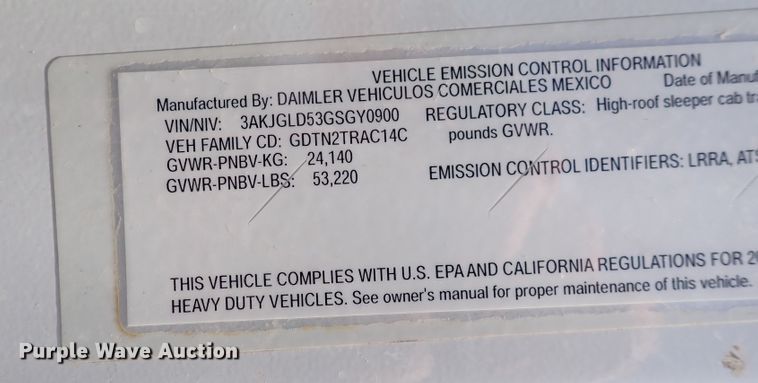 VEHICLE EMISSION CONTROL INFORMATION
Manufactured By: DAIMLER VEHICULOS COMERCIALES MEXICO Date of Manuf
VIN/NIV: 3AKJGLD53GSGY0900 REGULATORY CLASS: High-roof sleeper cab tr
VEH FAMILY CD: GDTN2TRAC14C pounds GVWR.
GVWR-PNBV-KG: 24,140
GVWR-PNBV-LBS: 53,220 EMISSION CONTROL IDENTIFIERS: LRRA, ATS
THIS VEHICLE COMPLIES WITH U.S. EPA AND CALIFORNIA REGULATIONS FOR 20
HEAVY DUTY VEHICLES. See owner's manual for proper maintenance of this vehicle.
Purple Wave Auction